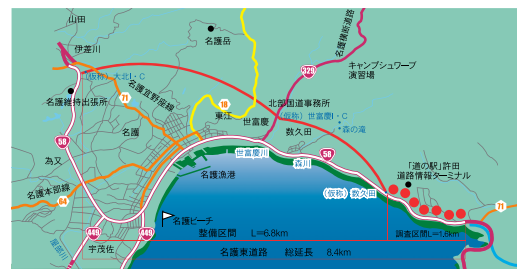 山田
伊差川
名護岳
名護横断道路
(仮称)大北I・C
329
キャンプシュワーブ
演習場
名護維持出張所
71
名護宜野座線
18
東江
北部国道事務所
(仮称)世冨慶I・C
世冨慶
数久田
森の滝
名護
58
58
為又
世冨慶川
森川
「道の駅」許田
道路情報ターミナル
名護漁港
(仮称)数久田
名護本部線
84
71
名護ビーチ
449
449
整備区間 L=6.8km
調査区間L=1.6km
宇茂佐
屋部川
名護東道路 総延長 8.4km